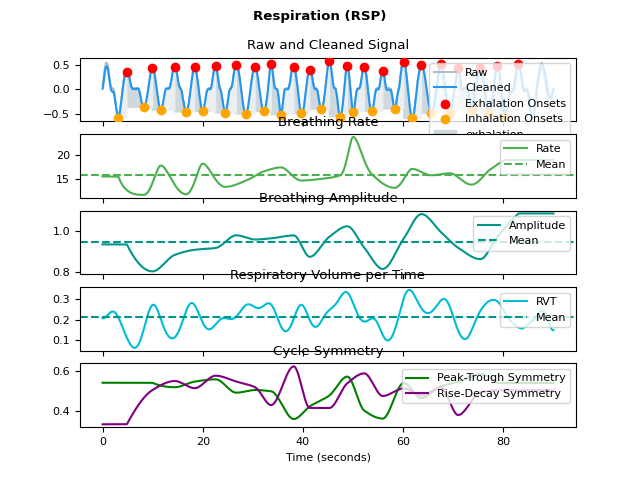 Respiration (RSP)
Raw and Cleaned Signal
0.5
0.0
−0.5
Raw
Cleaned
Exhalation Onsets
Inhalation Onsets
exhalation
Breathing Rate
20
15
Rate
Mean
Breathing Amplitude
1.0
0.8
Amplitude
Mean
Respiratory Volume per Time
0.3
0.2
0.1
RVT
Mean
Cycle Symmetry
0.6
0.4
Peak-Trough Symmetry
Rise-Decay Symmetry
0 20 40 60 80
Time (seconds)